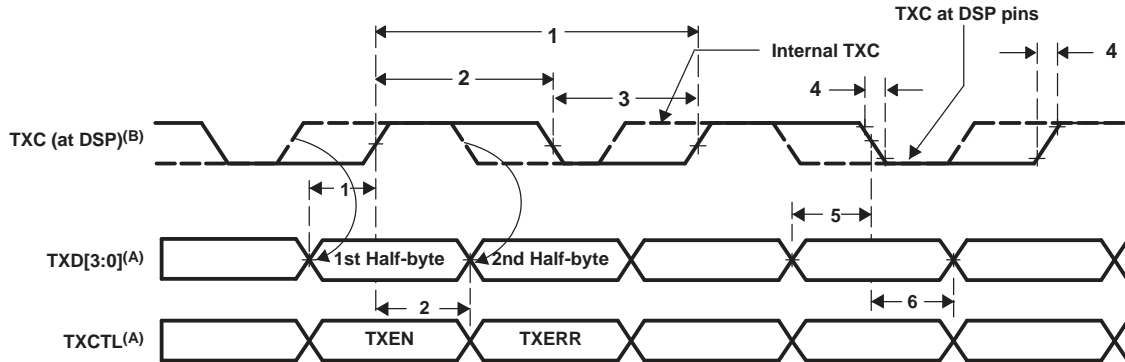 TXC at DSP pins
1
Internal TXC
4
2
4
3
TXC (at DSP)(B)
1
5
TXD[3:0](A)
1st Half-byte
2nd Half-byte
2
6
TXCTL(A)
TXEN
TXERR